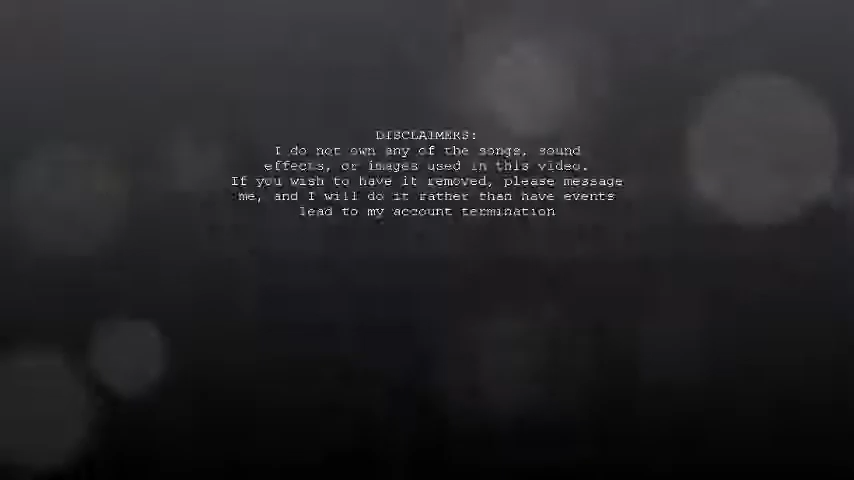 DISCLAIMERS:
I do not own any of the songs, sound
effects, or images used in this video.
If you wish to have it removed, please message
me, and I will do it rather than have events
lead to my account termination